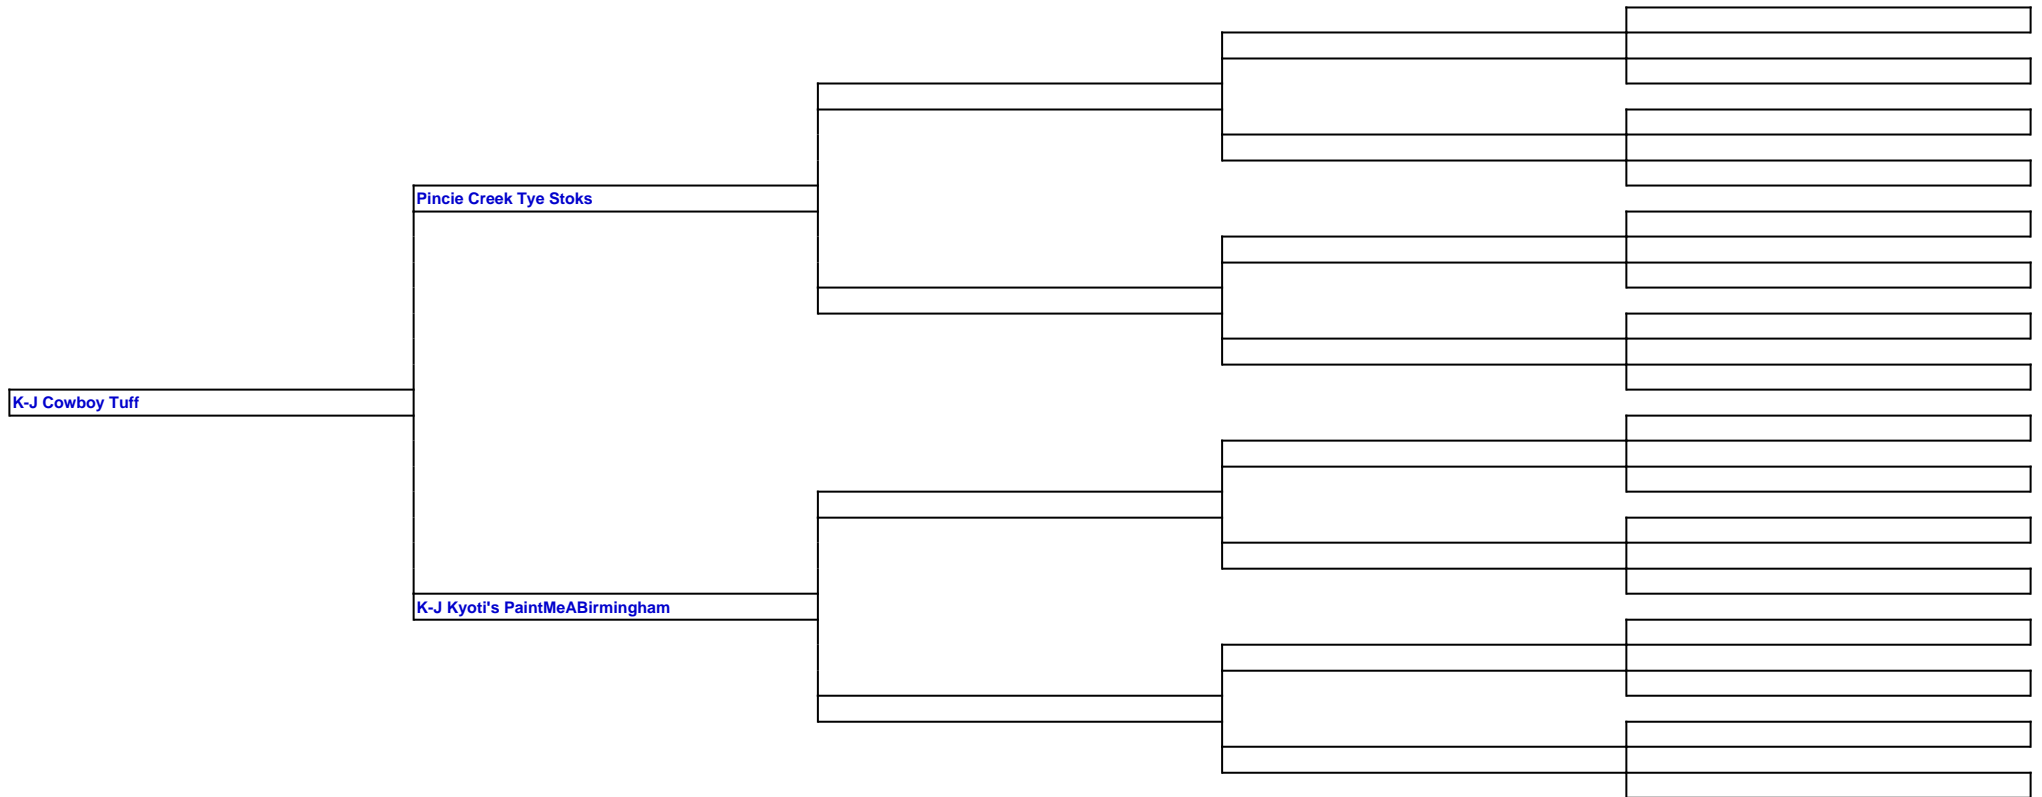 Pincie Creek Tye Stoks
K-J Cowboy Tuff
K-J Kyoti's PaintMeABirmingham